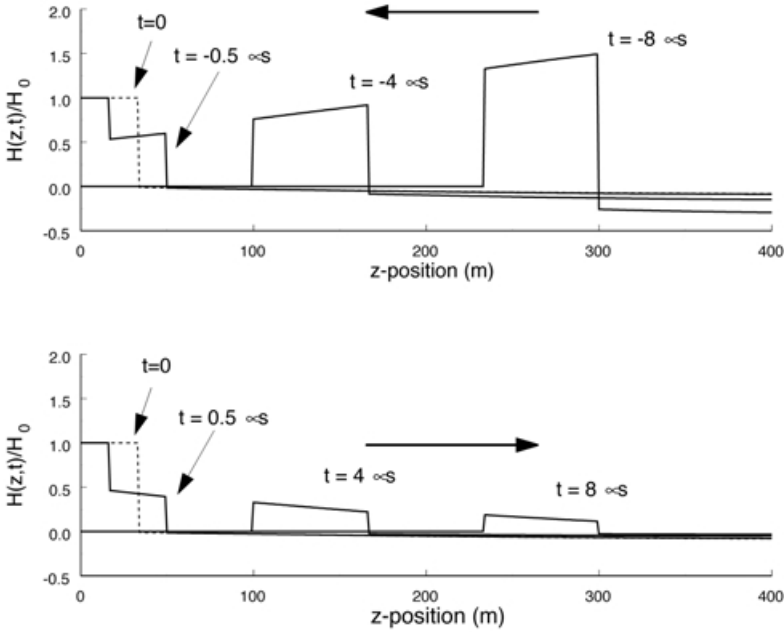 2.0
t=0
t = -0.5 ∝s
t = -8 ∝s
1.5
t = -4 ∝s
1.0
0.5
0.0
-0.5
H(z,t)/H0
0 100 200 300 400
z-position (m)
2.0
t=0
1.5
t = 0.5 ∝s
1.0
t = 4 ∝s
t = 8 ∝s
0.5
0.0
-0.5
H(z,t)/H0
0 100 200 300 400
z-position (m)